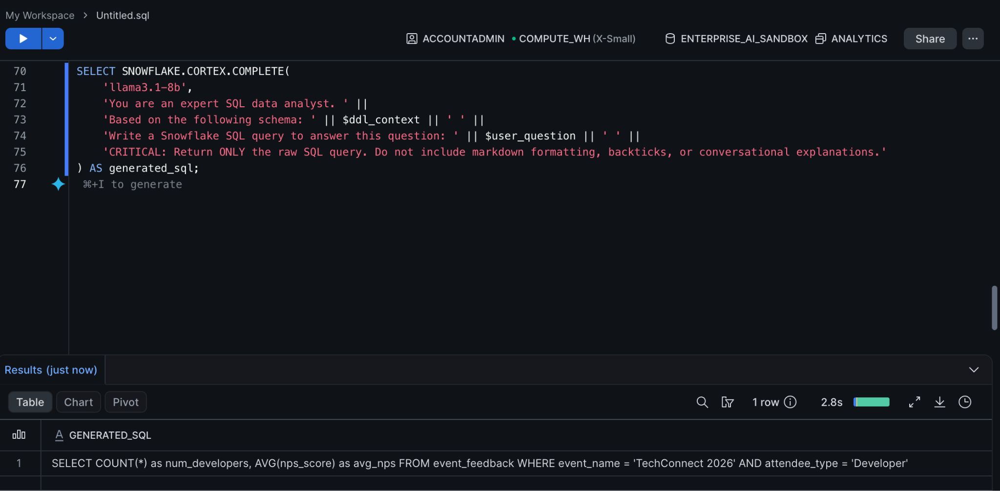 My Workspace > Untitled.sql
ACCOUNTADMIN COMPUTE_WH (X-Small) ENTERPRISE_AI_SANDBOX ANALYTICS Share ...
70 SELECT SNOWFLAKE.CORTEX.COMPLETE(
71 'llama3.1-8b',
72 'You are an expert SQL data analyst. ' ||
73 'Based on the following schema: ' || $ddl_context || ' ' ||
74 'Write a Snowflake SQL query to answer this question: ' || $user_question || ' ' ||
75 'CRITICAL: Return ONLY the raw SQL query. Do not include markdown formatting, backticks, or conversational explanations.'
76 ) AS generated_sql;
77 ⌘+I to generate
Results (just now)
Table Chart Pivot 1 row 2.8s
A GENERATED_SQL
1 SELECT COUNT(*) as num_developers, AVG(nps_score) as avg_nps FROM event_feedback WHERE event_name = 'TechConnect 2026' AND attendee_type = 'Developer'